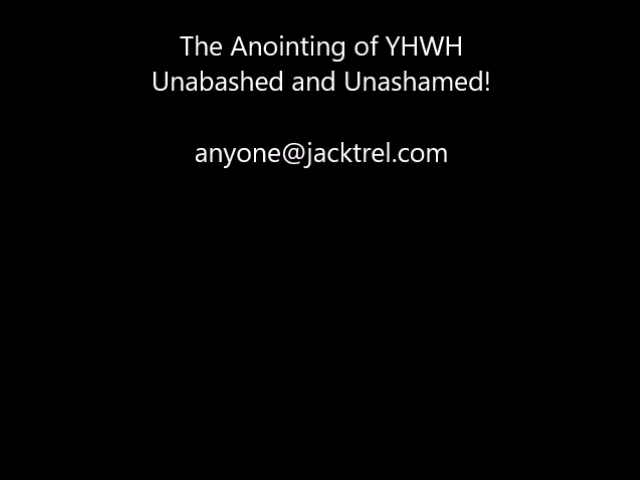 The Anointing of YHWH
Unabashed and Unashamed!
anyone@jacktrel.com